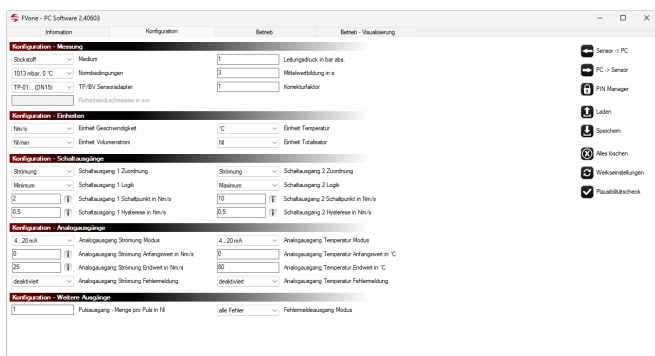 FVone - PC Software 2.40603
Information Konfiguration Betrieb Betrieb - Visualisierung
Konfiguration - Messung
Stickstoff Medium 1 Leitungsdruck in bar abs.
1013 mbar, 0 °C Normbedingungen 3 Mittelwertbildung in s
TP-01... (DN15) TP/BV Sensoradapter 1 Korrekturfaktor
Rohrinnendurchmesser in mm
Konfiguration - Einheiten
Nm/s Einheit Geschwindigkeit °C Einheit Temperatur
Nl/min Einheit Volumenstrom Nl Einheit Totalisator
Konfiguration - Schaltausgänge
Strömung Schaltausgang 1 Zuordnung Strömung Schaltausgang 2 Zuordnung
Minimum Schaltausgang 1 Logik Maximum Schaltausgang 2 Logik
2 i Schaltausgang 1 Schaltpunkt in Nm/s 10 i Schaltausgang 2 Schaltpunkt in Nm/s
0,5 i Schaltausgang 1 Hysterese in Nm/s 0,5 i Schaltausgang 2 Hysterese in Nm/s
Konfiguration - Analogausgänge
4...20 mA Analogausgang Strömung Modus 4...20 mA Analogausgang Temperatur Modus
0 i Analogausgang Strömung Anfangswert in Nm/s 0 Analogausgang Temperatur Anfangswert in °C
25 i Analogausgang Strömung Endwert in Nm/s 80 Analogausgang Temperatur Endwert in °C
deaktiviert Analogausgang Strömung Fehlermeldung deaktiviert Analogausgang Temperatur Fehlermeldung
Konfiguration - Weitere Ausgänge
1 Pulsausgang - Menge pro Puls in Nl alle Fehler Fehlermeldeausgang Modus
Sensor -> PC
PC -> Sensor
PIN Manager
Laden
Speichern
Alles löschen
Werkseinstellungen
Plausibilitätscheck